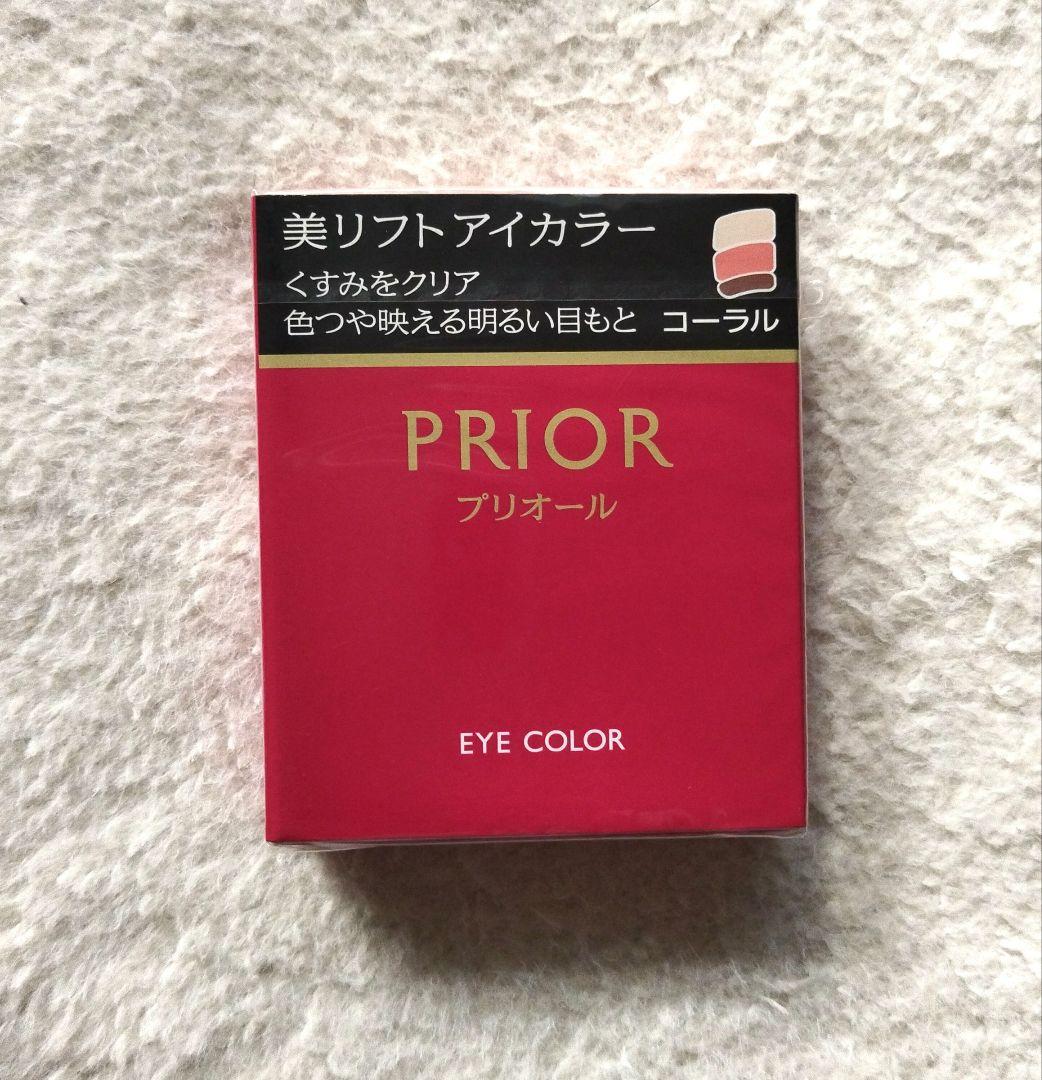 美リフトアイカラー
くすみをクリア
色つや映える明るい目もと コーラル
PRIOR
プリオール
EYE COLOR